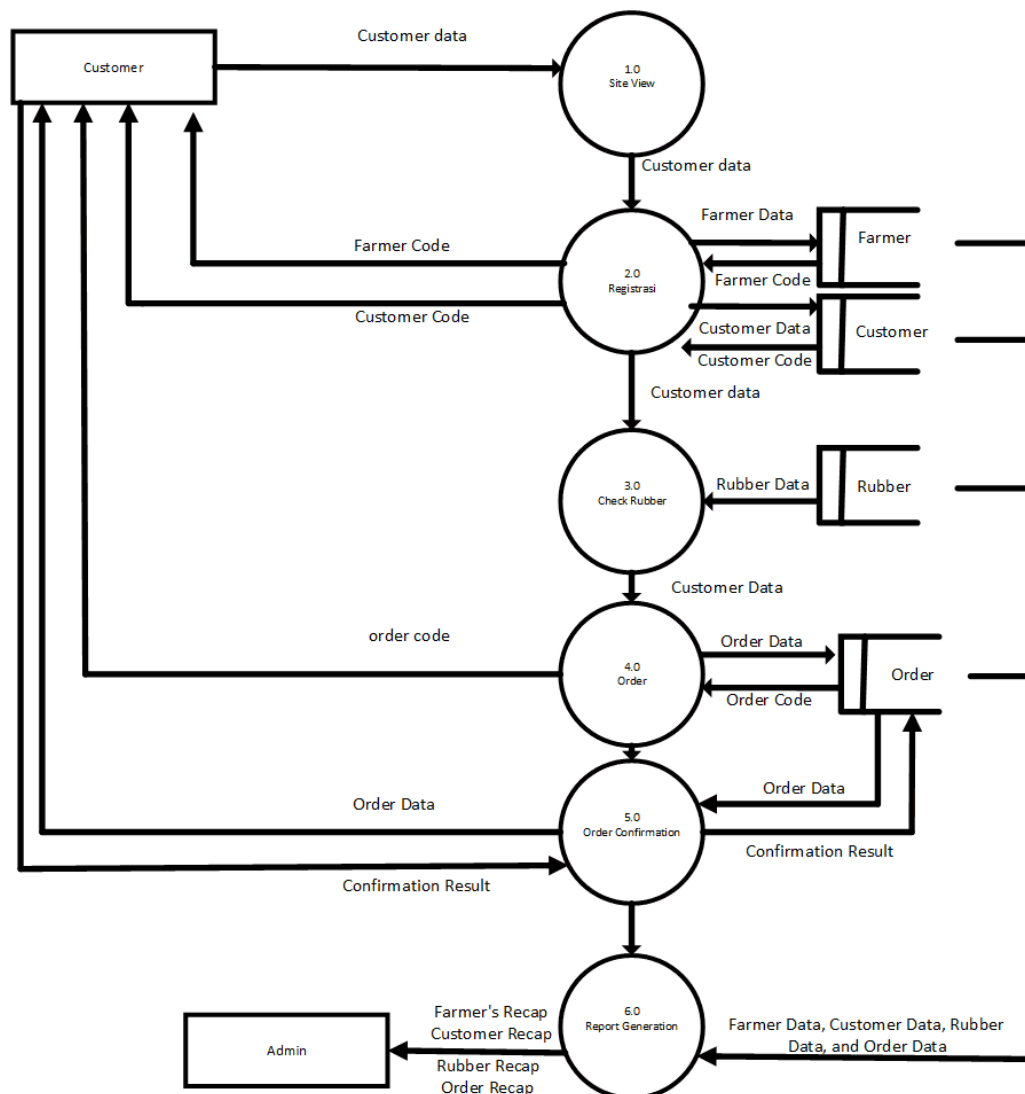 Customer data
Customer
1.0
Site View
Customer data
Farmer Data
Farmer
Farmer Code
2.0
Registrasi
Farmer Code
Customer Code
Customer Data
Customer
Customer Code
Customer data
3.0
Check Rubber
Rubber Data
Rubber
Customer Data
order code
4.0
Order
Order Data
Order
Order Code
Order Data
5.0
Order Confirmation
Order Data
Confirmation Result
Confirmation Result
Farmer's Recap
Customer Recap
Rubber Recap
Order Recap
Admin
6.0
Report Generation
Farmer Data, Customer Data, Rubber
Data, and Order Data